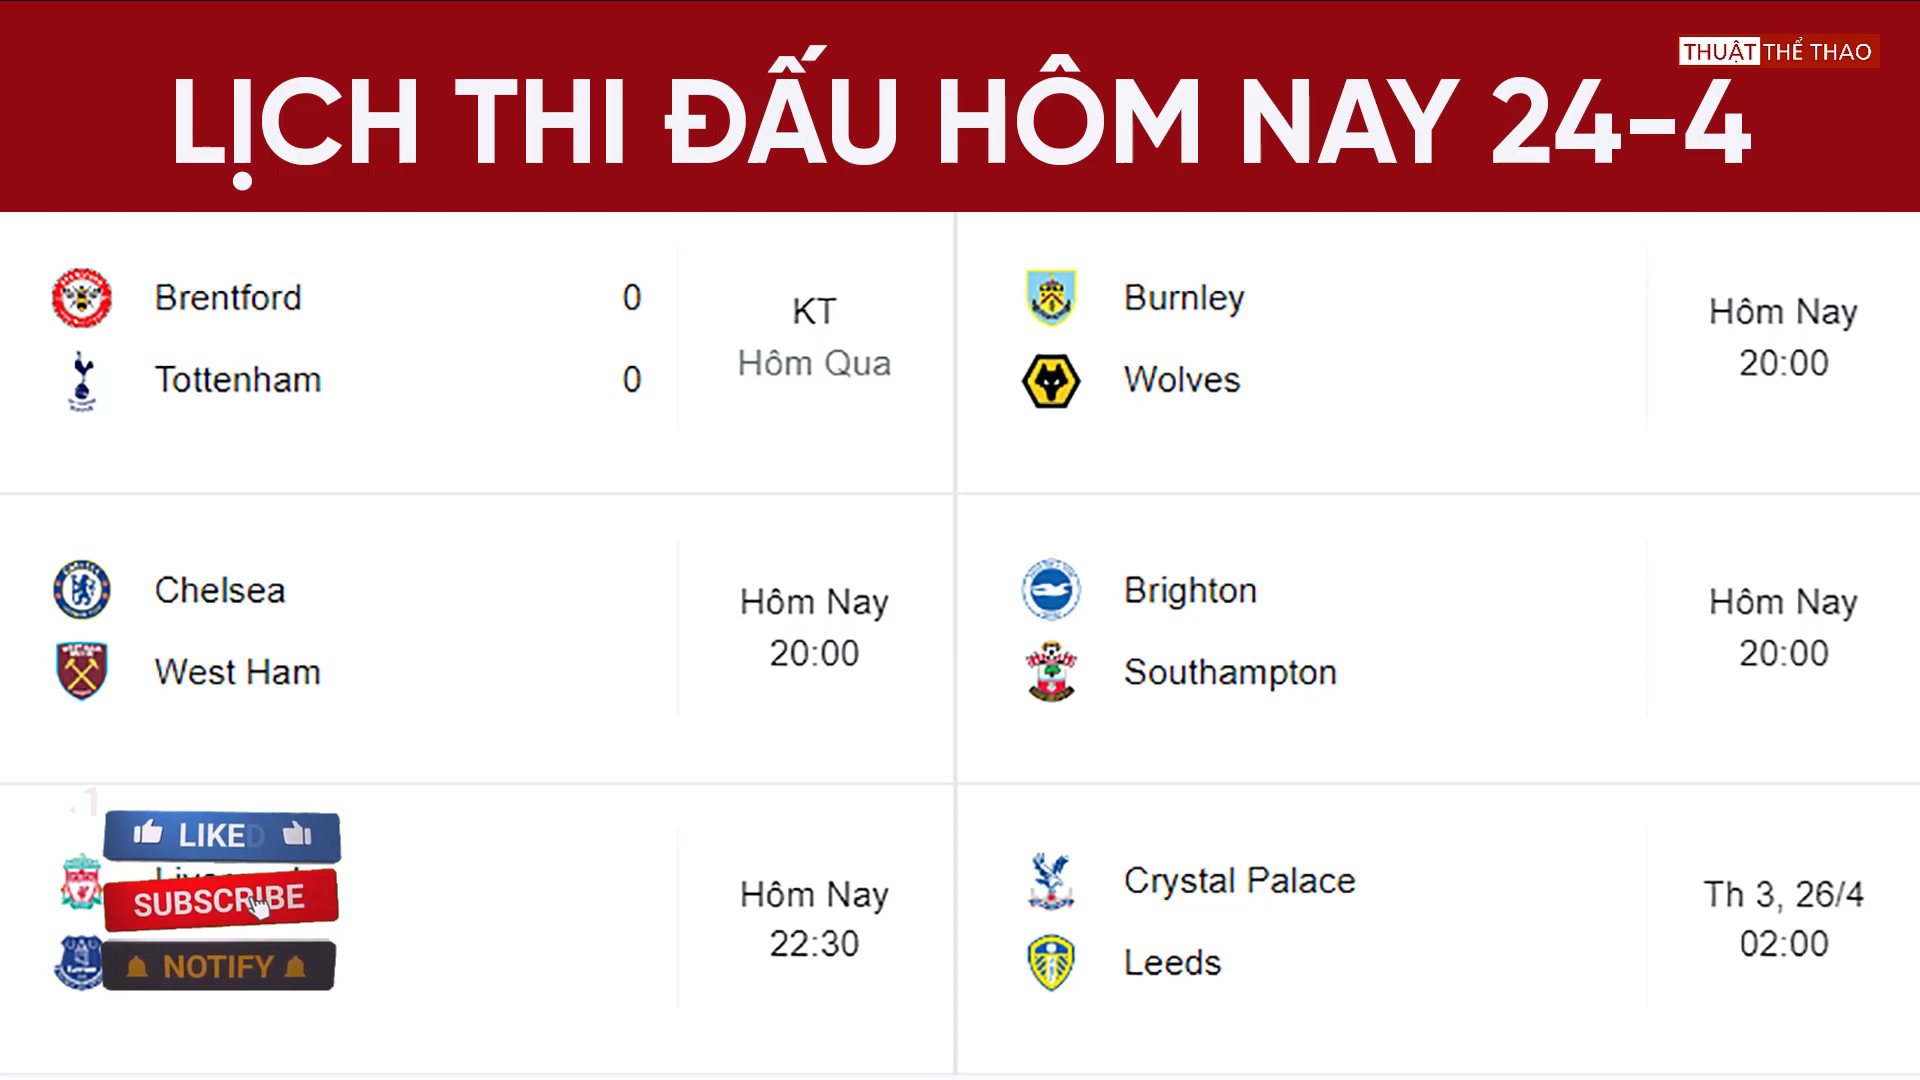 THUẬT THỂ THAO
LỊCH THI ĐẤU HÔM NAY 24-4
Brentford 0
Tottenham 0
KT
Hôm Qua
Burnley
Wolves
Hôm Nay
20:00
Chelsea
West Ham
Hôm Nay
20:00
Brighton
Southampton
Hôm Nay
20:00
LIKED
SUBSCRIBE
NOTIFY
Hôm Nay
22:30
Crystal Palace
Leeds
Th 3, 26/4
02:00